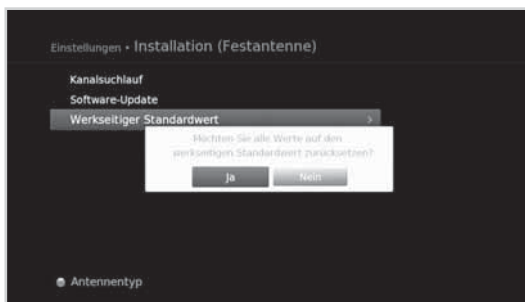 Einstellungen • Installation (Festantenne)
Kanalsuchlauf
Software-Update
Werkseitiger Standardwert >
Möchten Sie alle Werte auf den
werkseitigen Standardwert zurücksetzen?
Ja Nein
Antennentyp